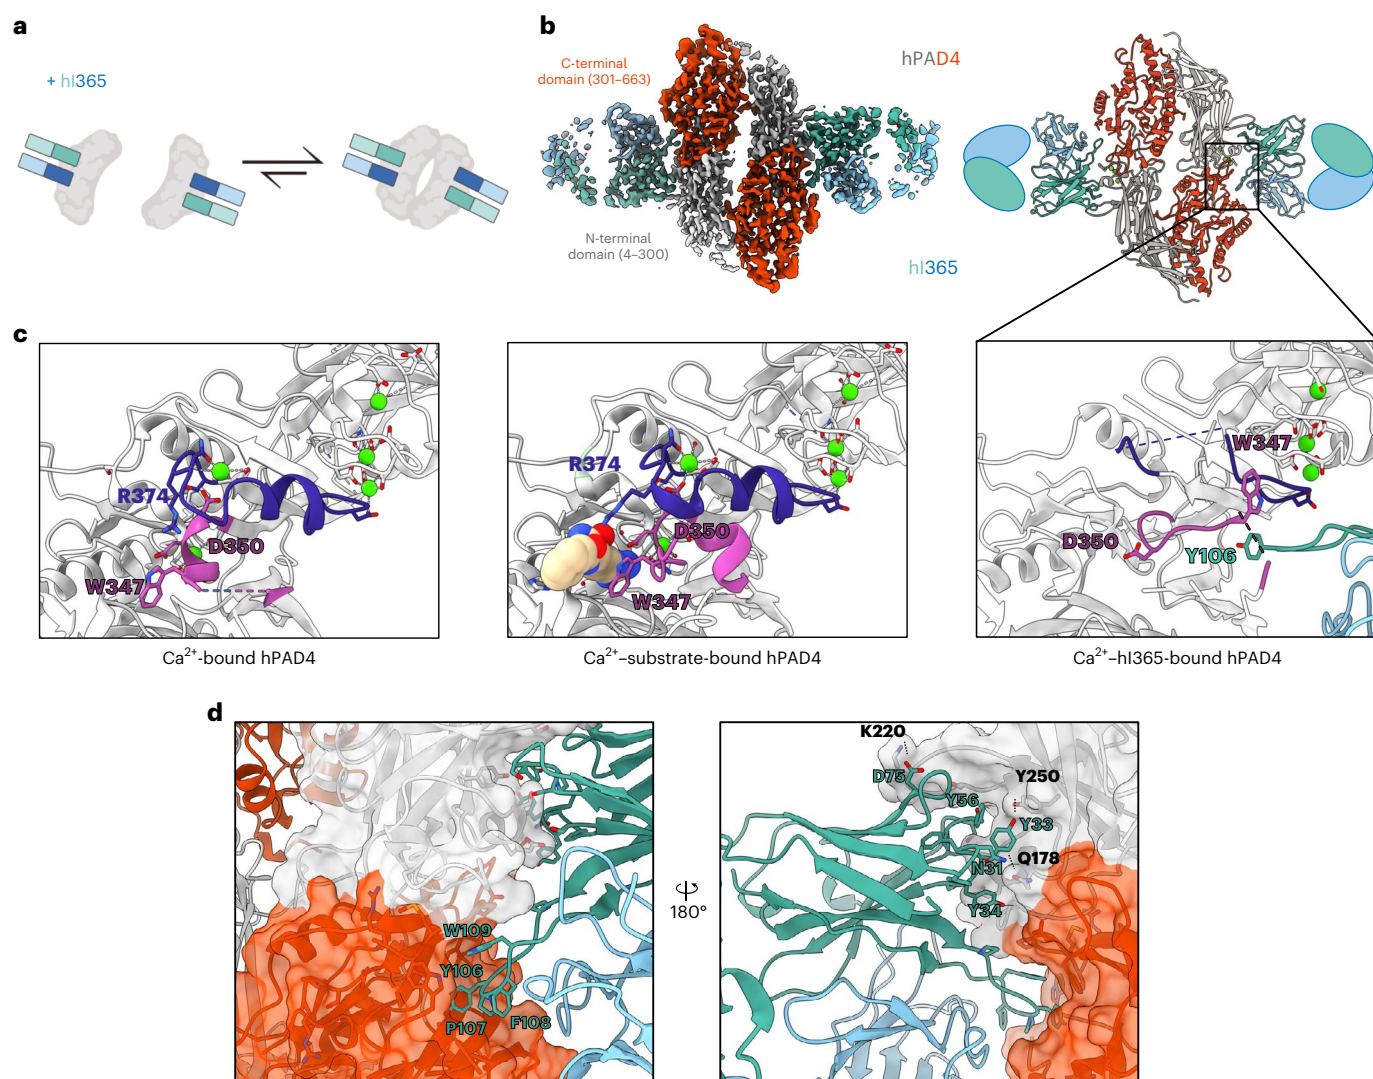 a
+ hI365
b
C-terminal
domain (301–663)
hPAD4
N-terminal
domain (4–300)
hI365
c
R374
D350
W347
Ca2+-bound hPAD4
R374
D350
W347
Ca2+–substrate-bound hPAD4
W347
D350
Y106
Ca2+–hI365-bound hPAD4
d
W109
Y106
P107
F108
180°
K220
D75
Y250
Y56
Y33
Q178
N31
Y34